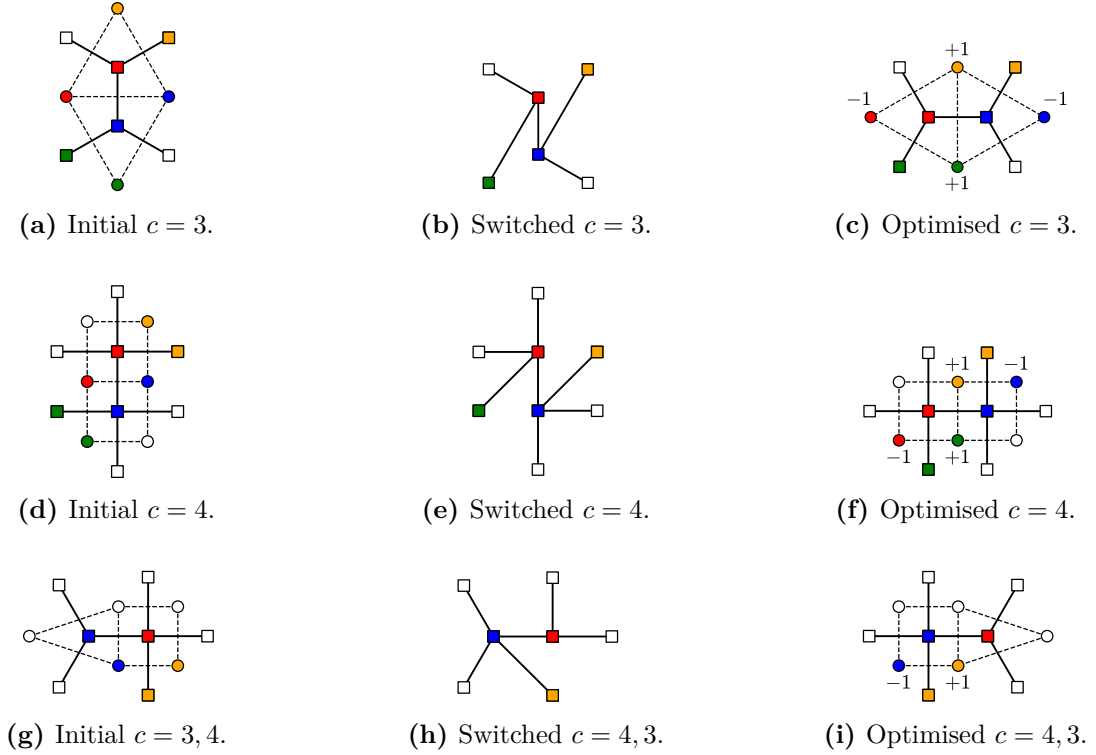 +1
−1
−1
+1
(a) Initial c = 3.
(b) Switched c = 3.
(c) Optimised c = 3.
+1
−1
−1
+1
(d) Initial c = 4.
(e) Switched c = 4.
(f) Optimised c = 4.
−1
+1
(g) Initial c = 3, 4.
(h) Switched c = 4, 3.
(i) Optimised c = 4, 3.